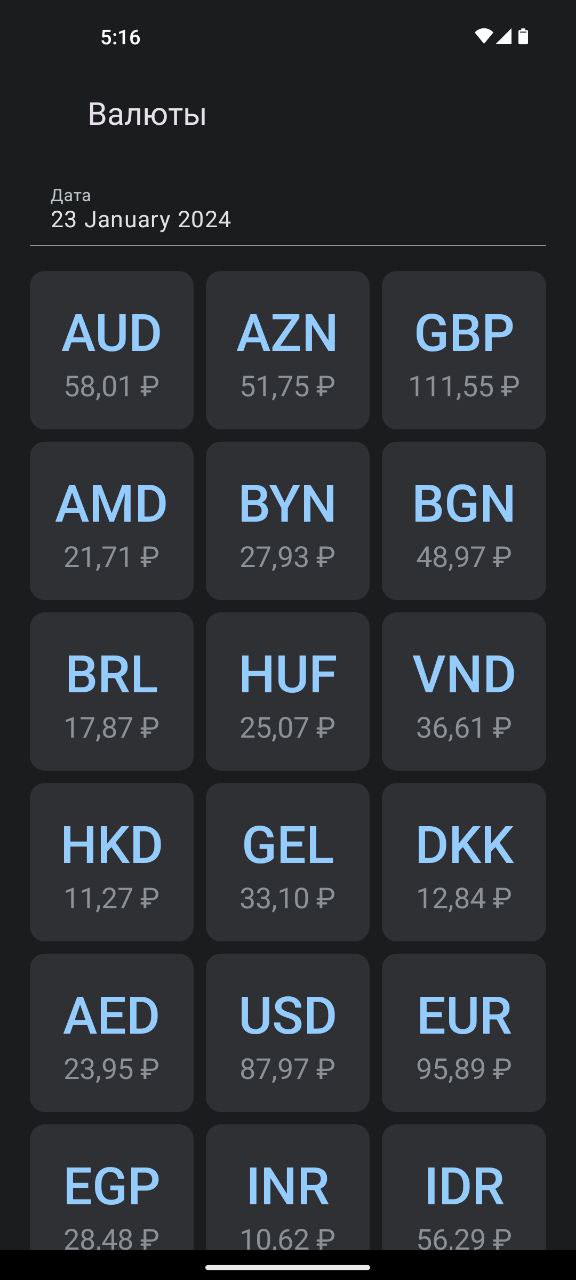 5:16
Валюты
Дата
23 January 2024
AUD AZN GBP
58,01 ₽ 51,75 ₽ 111,55 ₽
AMD BYN BGN
21,71 ₽ 27,93 ₽ 48,97 ₽
BRL HUF VND
17,87 ₽ 25,07 ₽ 36,61 ₽
HKD GEL DKK
11,27 ₽ 33,10 ₽ 12,84 ₽
AED USD EUR
23,95 ₽ 87,97 ₽ 95,89 ₽
EGP INR IDR
28,48 ₽ 10,62 ₽ 56,29 ₽